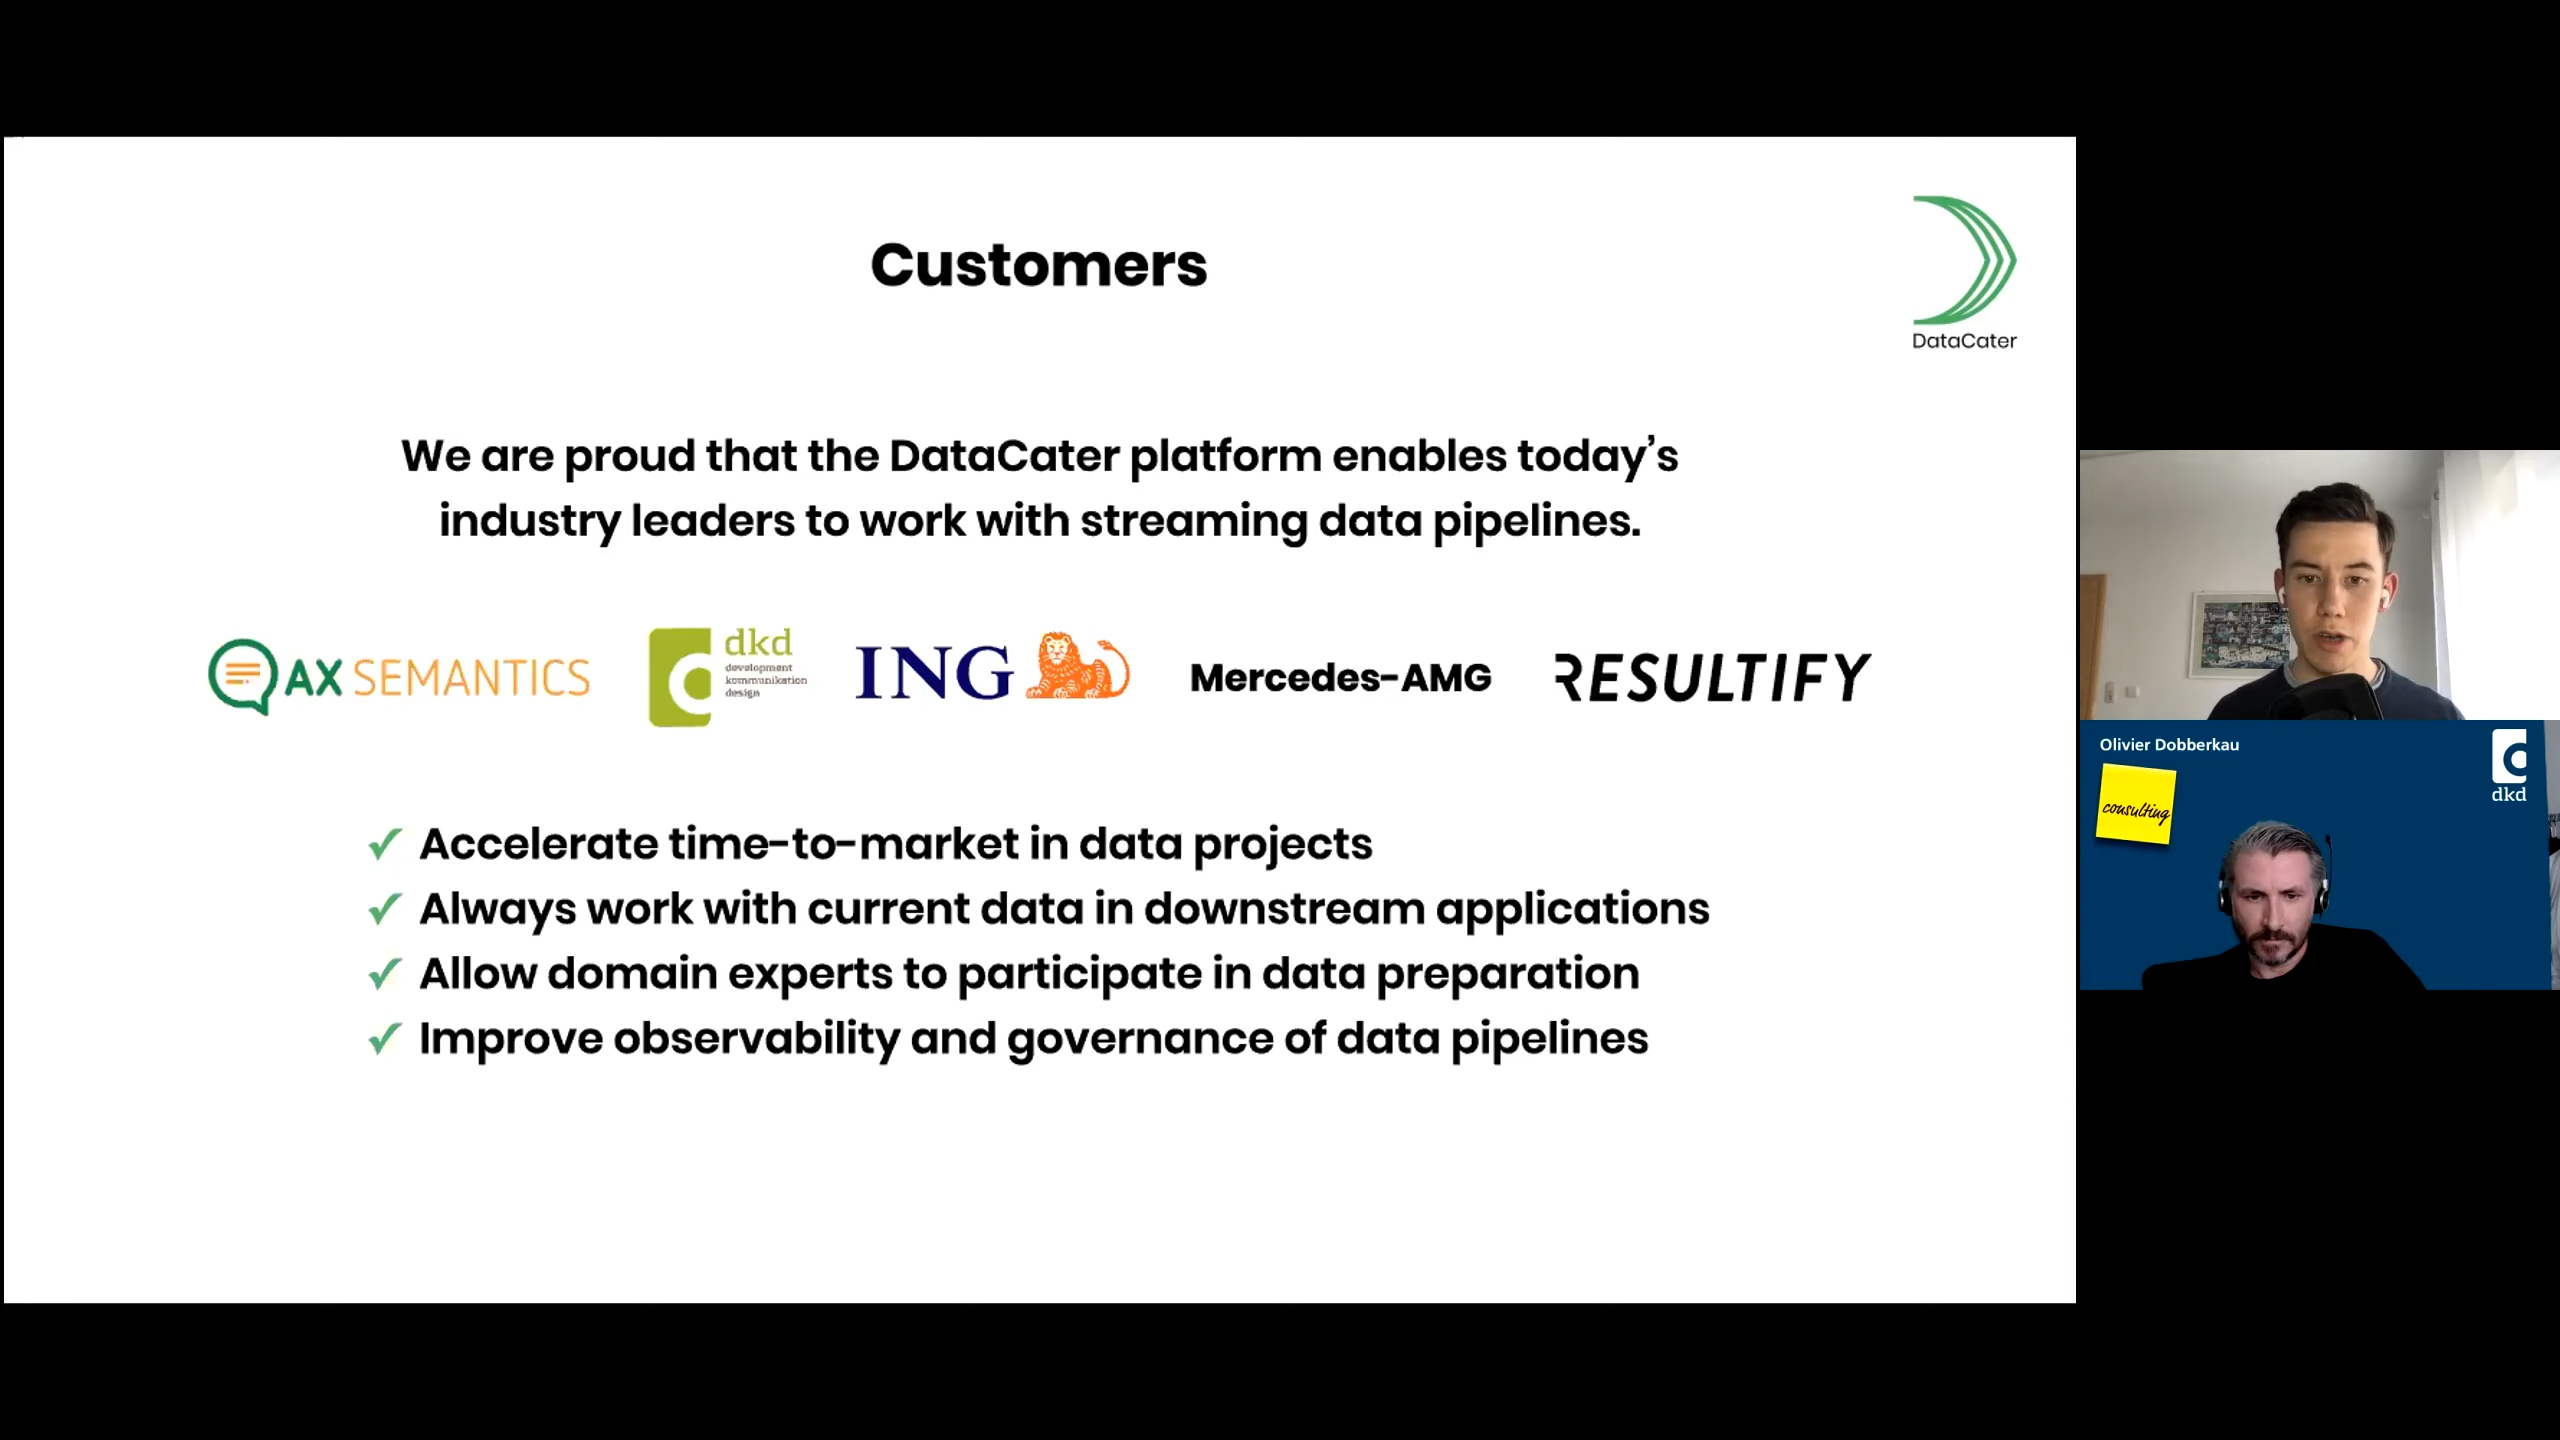 Customers
DataCater
We are proud that the DataCater platform enables today’s
industry leaders to work with streaming data pipelines.
AX SEMANTICS
dkd
development
kommunikation
design
ING
Mercedes-AMG
RESULTIFY
✓ Accelerate time-to-market in data projects
✓ Always work with current data in downstream applications
✓ Allow domain experts to participate in data preparation
✓ Improve observability and governance of data pipelines
Olivier Dobberkau
consulting
dkd